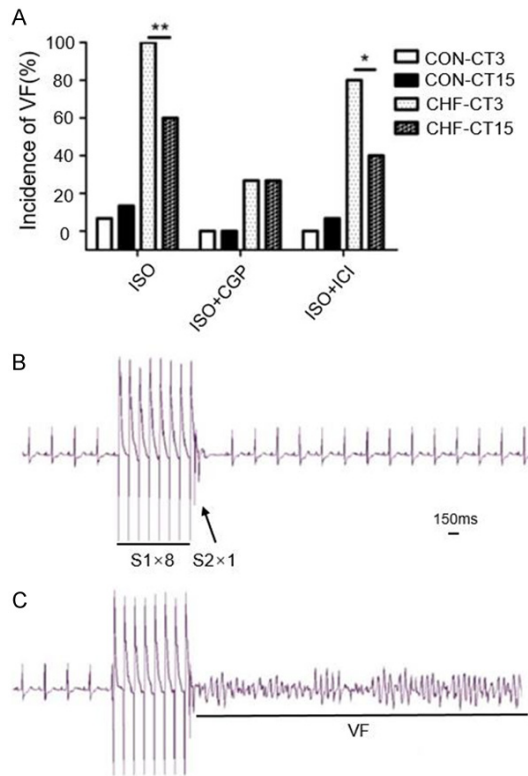 A
Incidence of VF(%)
100
80
60
40
20
0
**
*
CON-CT3
CON-CT15
CHF-CT3
CHF-CT15
ISO
ISO+CGP
ISO+ICI
B
S1×8
S2×1
150ms
C
VF